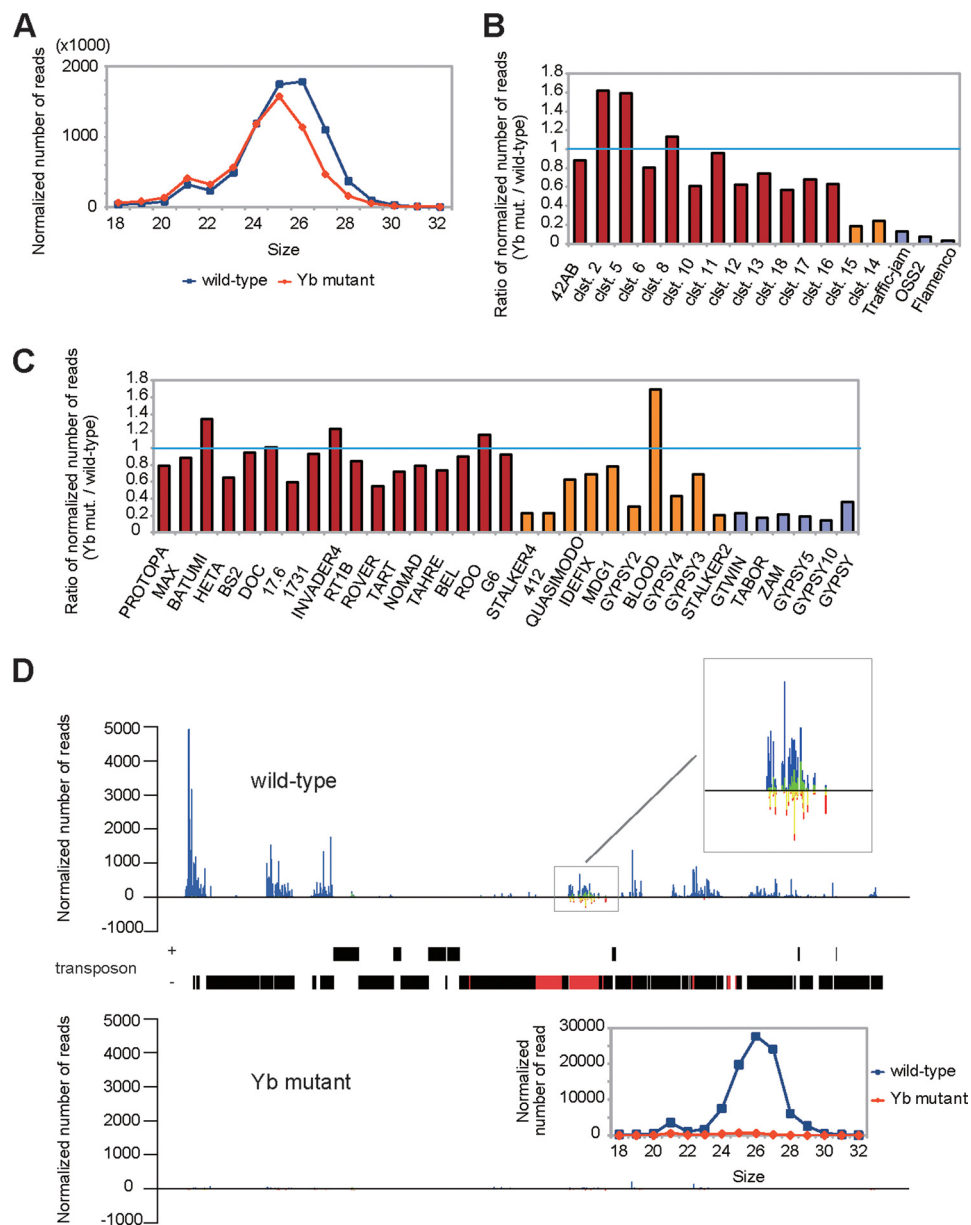 A
Normalized number of reads
(x1000)
2000
1000
0
18 20 22 24 26 28 30 32
Size
wild-type
Yb mutant
B
Ratio of normalized number of reads
(Yb mut. / wild-type)
1.8
1.6
1.4
1.2
1
0.8
0.6
0.4
0.2
0
42AB
clst. 2
clst. 5
clst. 6
clst. 8
clst. 10
clst. 11
clst. 12
clst. 13
clst. 18
clst. 17
clst. 16
clst. 15
clst. 14
Traffic-jam
OSS2
Flamenco
C
Ratio of normalized number of reads
(Yb mut. / wild-type)
1.8
1.6
1.4
1.2
1
0.8
0.6
0.4
0.2
0
PROTOPA
MAX
BATUMI
HETA
BS2
DOC
17.6
1731
INVADER4
RT1B
ROVER
TART
NOMAD
TAHRE
BEL
ROO
G6
STALKER4
412
QUASIMODO
IDEFIX
MDG1
GYPSY2
BLOOD
GYPSY4
GYPSY3
STALKER2
GTWIN
TABOR
ZAM
GYPSY5
GYPSY10
GYPSY
D
Normalized number of reads
5000
4000
3000
2000
1000
0
-1000
wild-type
transposon
+
-
Normalized number of reads
5000
4000
3000
2000
1000
0
-1000
Yb mutant
Normalized
number of read
30000
20000
10000
0
18 20 22 24 26 28 30 32
Size
wild-type
Yb mutant